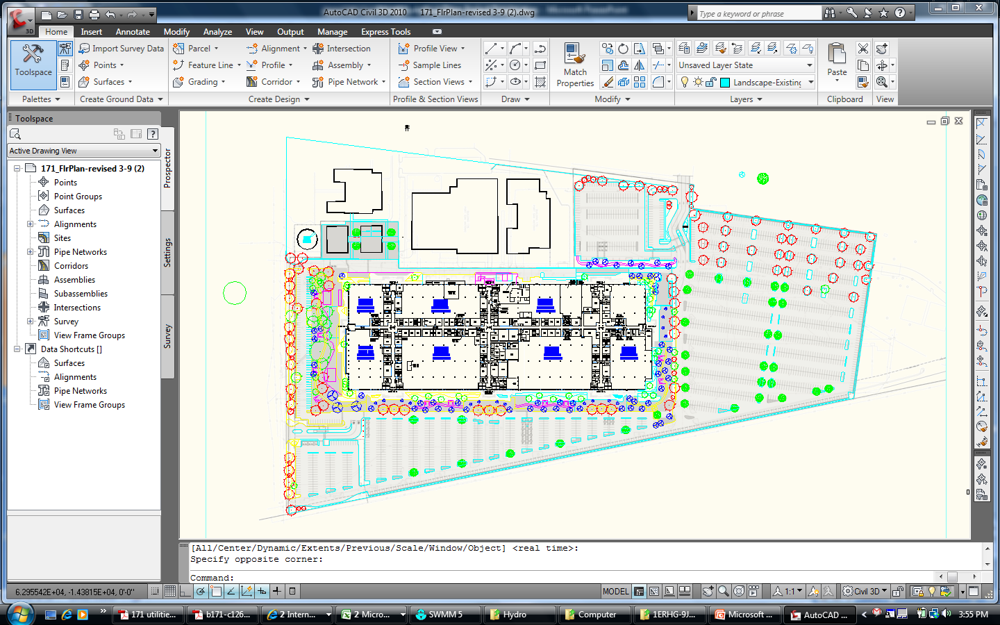 AutoCAD Civil 3D 2010    171_FlrPlan-revised 3-9 (2).dwg
Type a keyword or phrase
3D
Home Insert Annotate Modify Analyze View Output Manage Express Tools
Toolspace
Import Survey Data
Points
Surfaces
Parcel
Feature Line
Grading
Alignment
Profile
Corridor
Intersection
Assembly
Pipe Network
Profile View
Sample Lines
Section Views
Match
Properties
Unsaved Layer State
Landscape-Existing
Paste
Palettes
Create Ground Data
Create Design
Profile & Section Views
Draw
Modify
Layers
Clipboard
View
Toolspace
Active Drawing View
171_FlrPlan-revised 3-9 (2)
Points
Point Groups
Surfaces
Alignments
Sites
Pipe Networks
Corridors
Assemblies
Subassemblies
Intersections
Survey
View Frame Groups
Data Shortcuts []
Surfaces
Alignments
Pipe Networks
View Frame Groups
Prospector
Settings
Survey
[All/Center/Dynamic/Extents/Previous/Scale/Window/Object] <real time>:
Specify opposite corner:
Command:
6.295542E+04, -1.43815E+04, 0'-0"
MODEL
1:1
Civil 3D
171 utilitie...
b171-c126...
2 Intern...
2 Micro...
SWMM 5
Hydro
Computer
1ERHG-9J...
Microsoft ...
AutoCAD ...
3:55 PM